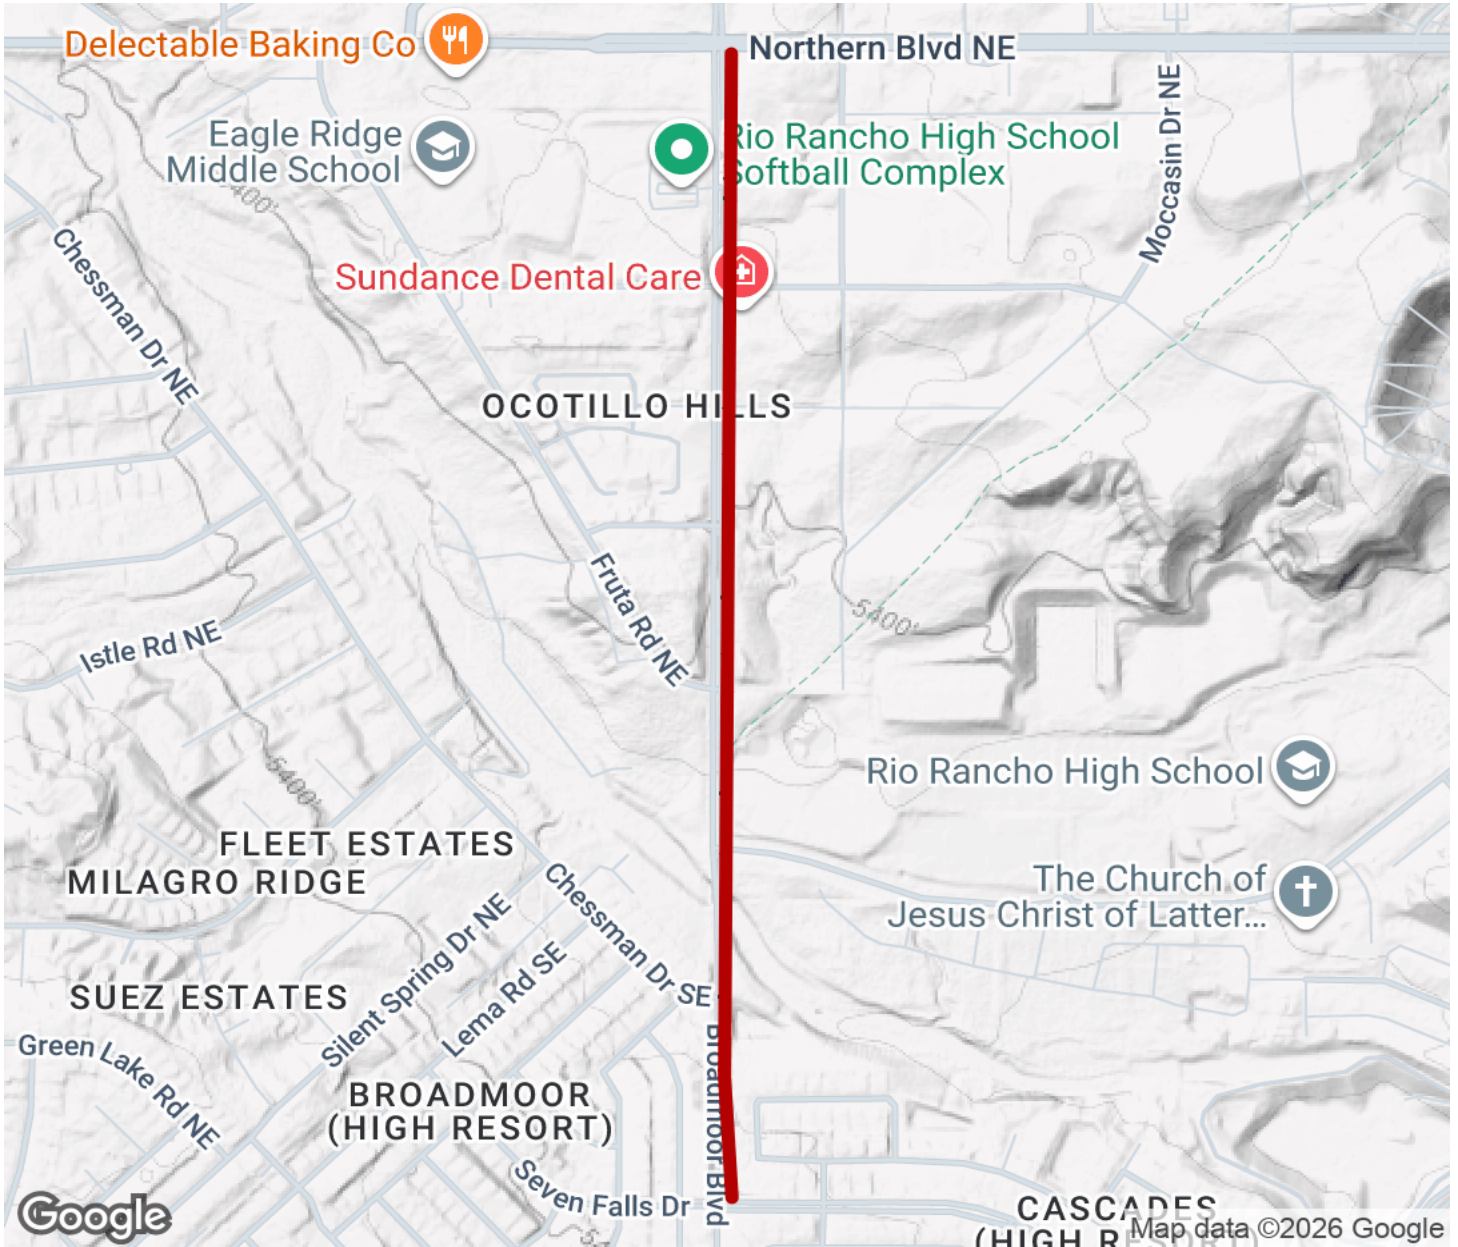 Delectable Baking Co
Northern Blvd NE
Eagle Ridge
Middle School
Rio Rancho High School
Softball Complex
Moccasin Dr NE
5400'
Chessman Dr NE
Sundance Dental Care
OCOTILLO HILLS
Fruta Rd NE
5400'
Istle Rd NE
5400'
Rio Rancho High School
FLEET ESTATES
MILAGRO RIDGE
Chessman Dr SE
The Church of
Jesus Christ of Latter...
Silent Spring Dr NE
Lema Rd SE
SUEZ ESTATES
Green Lake Rd NE
Broadmoor Blvd
BROADMOOR
(HIGH RESORT)
Seven Falls Dr
CASCADES
(HIGH RESORT)
Google
Map data ©2026 Google